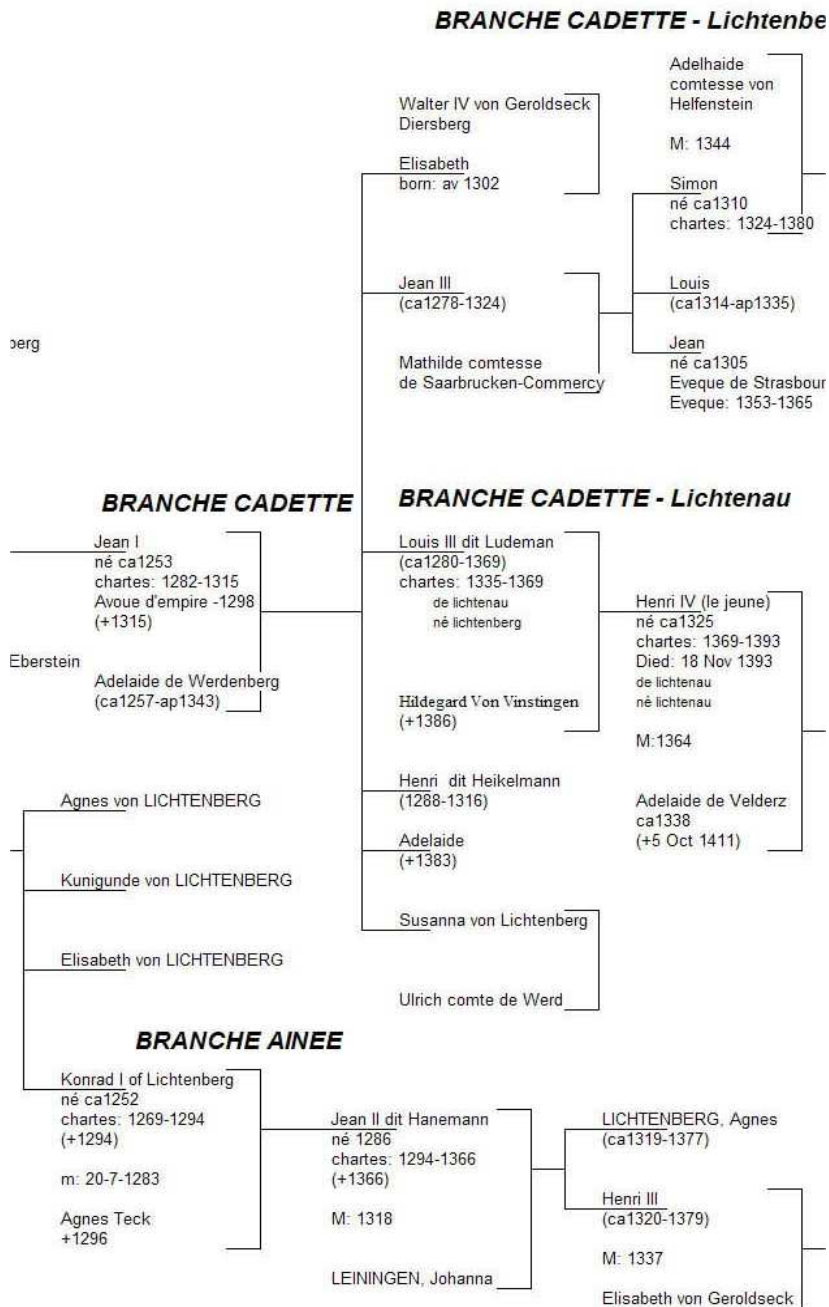 BRANCHE CADETTE - Lichtenbe
Adelhaide
comtesse von
Helfenstein
M: 1344
Walter IV von Geroldseck
Diersberg
Elisabeth
born: av 1302
Simon
né ca1310
chartes: 1324-1380
Jean III
(ca1278-1324)
Louis
(ca1314-ap1335)
Mathilde comtesse
de Saarbrucken-Commercy
Jean
né ca1305
Eveque de Strasbour
Eveque: 1353-1365
berg
BRANCHE CADETTE
BRANCHE CADETTE - Lichtenau
Jean I
né ca1253
chartes: 1282-1315
Avoue d'empire -1298
(+1315)
Eberstein
Adelaide de Werdenberg
(ca1257-ap1343)
Louis III dit Ludeman
(ca1280-1369)
chartes: 1335-1369
de lichtenau
né lichtenberg
Hildegard Von Vinstingen
(+1386)
Henri IV (le jeune)
né ca1325
chartes: 1369-1393
Died: 18 Nov 1393
de lichtenau
né lichtenau
M:1364
Adelaide de Velderz
ca1338
(+5 Oct 1411)
Henri dit Heikelmann
(1288-1316)
Adelaide
(+1383)
Susanna von Lichtenberg
Ulrich comte de Werd
Agnes von LICHTENBERG
Kunigunde von LICHTENBERG
Elisabeth von LICHTENBERG
BRANCHE AINEE
Konrad I of Lichtenberg
né ca1252
chartes: 1269-1294
(+1294)
m: 20-7-1283
Agnes Teck
+1296
Jean II dit Hanemann
né 1286
chartes: 1294-1366
(+1366)
M: 1318
LEININGEN, Johanna
LICHTENBERG, Agnes
(ca1319-1377)
Henri III
(ca1320-1379)
M: 1337
Elisabeth von Geroldseck